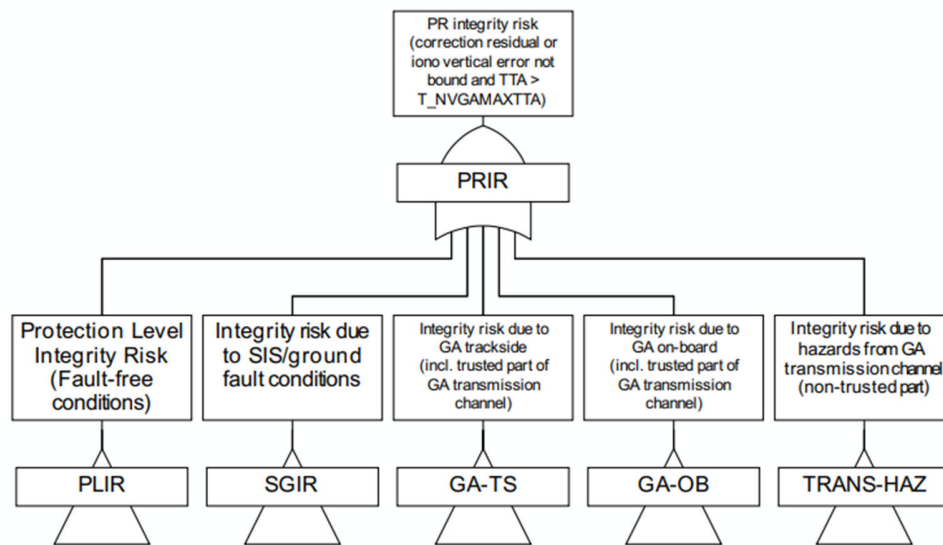 PR integrity risk
(correction residual or
iono vertical error not
bound and TTA >
T_NVGAMAXTTA)
PRIR
Protection Level
Integrity Risk
(Fault-free
conditions)
Integrity risk due
to SIS/ground
fault conditions
Integrity risk due to
GA trackside
(incl. trusted part of
GA transmission
channel)
Integrity risk due to
GA on-board
(incl. trusted part of
GA transmission
channel)
Integrity risk due to
hazards from GA
transmission channel
(non-trusted part)
PLIR
SGIR
GA-TS
GA-OB
TRANS-HAZ